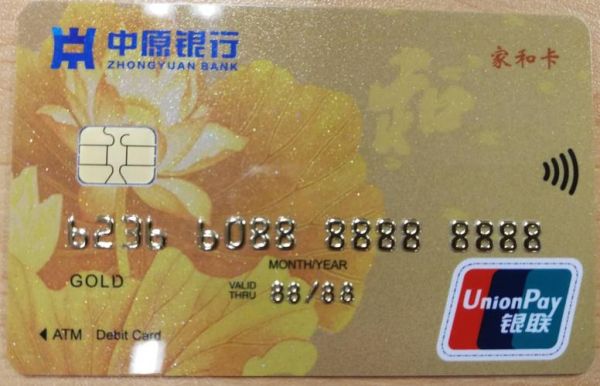 中原银行
ZHONGYUAN BANK
家和卡
和
6236 6088 8888 8888
MONTH/YEAR
GOLD
VALID THRU 88/88
ATM Debit Card
UnionPay
银联